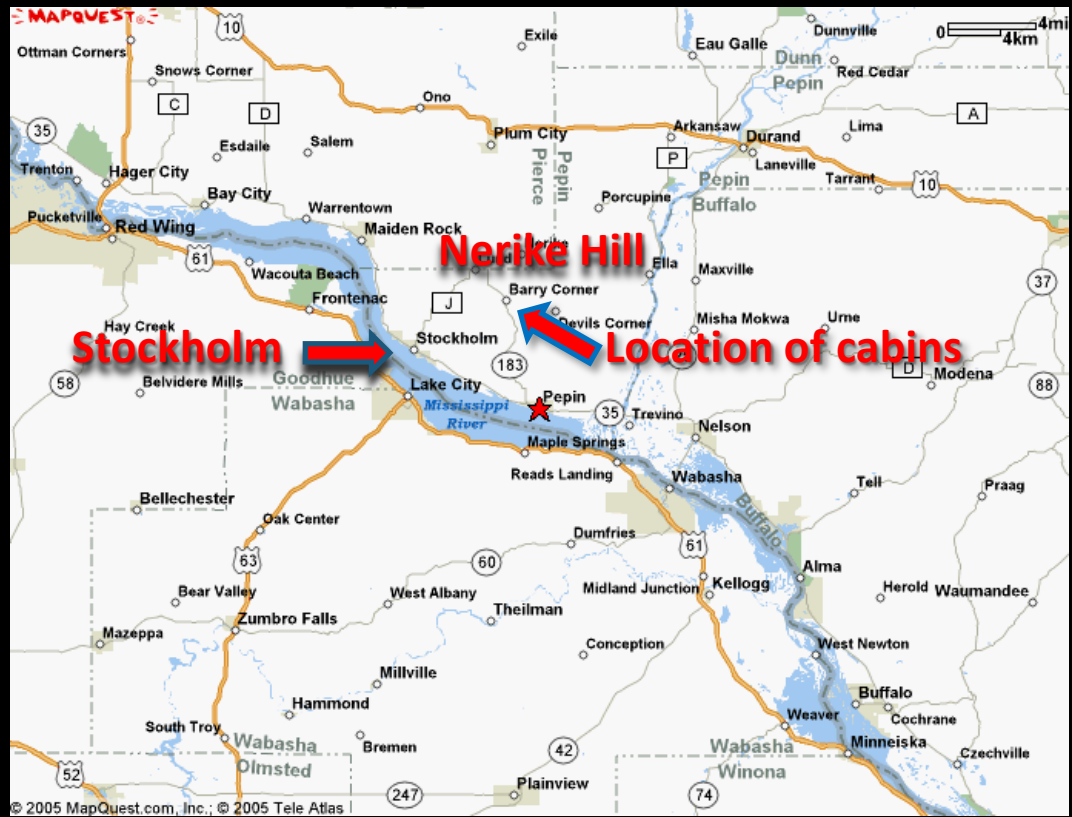 MAPQUEST
10
Exile
Dunnville
0 4mi
4km
Ottman Corners
Eau Galle
Dunn
Pepin
Red Cedar
Snows Corner
C
D
Ono
A
35
Esdaile
Salem
Plum City
Arkansaw
Durand
Lima
P
Laneville
Trenton
Hager City
Pierce
Pepin
Pepin
Buffalo
Tarrant
10
Bay City
Porcupine
Pucketville
Red Wing
Warrentown
Maiden Rock
61
Nerike Hill
Ella
Maxville
Wacouta Beach
Frontenac
J
Barry Corner
37
Hay Creek
Devils Corner
Misha Mokwa
Urne
Stockholm
Stockholm
Location of cabins
183
D
Modena
58
Belvidere Mills
Goodhue
Wabasha
Lake City
88
Mississippi
River
Pepin
35
Trevino
Nelson
Maple Springs
Reads Landing
Wabasha
Tell
Praag
Bellechester
Buffalo
Oak Center
Dumfries
61
63
60
Alma
Bear Valley
West Albany
Midland Junction
Kellogg
Herold
Waumandee
Theilman
Zumbro Falls
Mazeppa
Conception
West Newton
Millville
Hammond
Buffalo
South Troy
Weaver
Cochrane
Wabasha
Olmsted
Bremen
42
Wabasha
Winona
Minneiska
Czechville
52
Plainview
247
74
© 2005 MapQuest.com, Inc.; © 2005 Tele Atlas